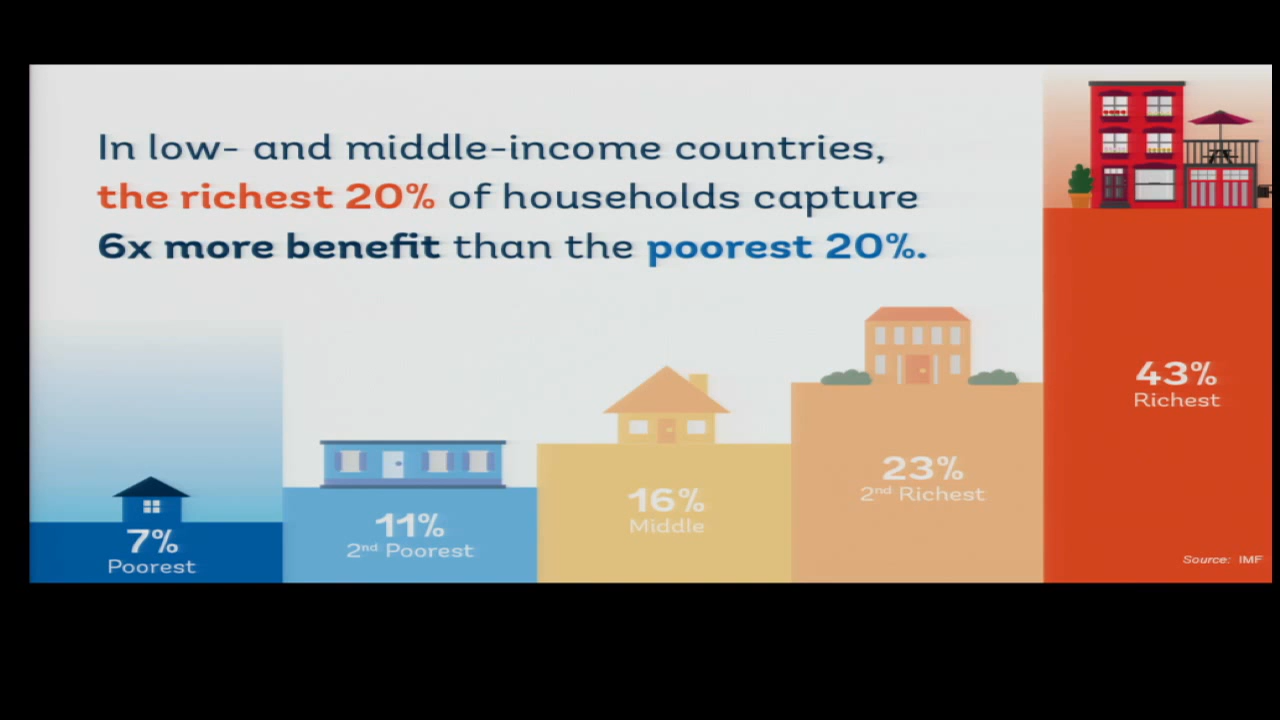 In low- and middle-income countries,
the richest 20% of households capture
6x more benefit than the poorest 20%.
7%
Poorest
11%
2nd Poorest
16%
Middle
23%
2nd Richest
43%
Richest
Source: IMF